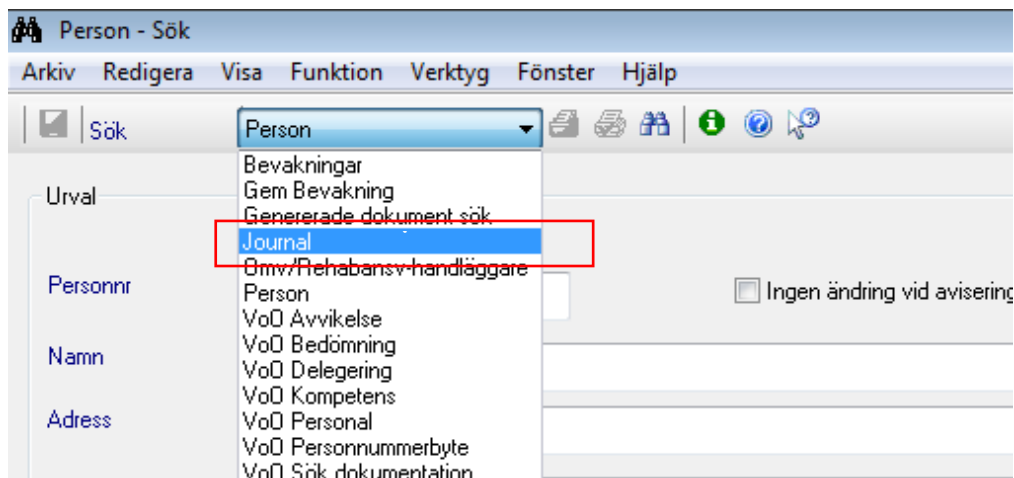 Person - Sök
Arkiv Redigera Visa Funktion Verktyg Fönster Hjälp
Sök Person
Bevakningar
Gem Bevakning
Urval
Genererade dokument sök
Journal
Omv/Rehabansv-handläggare
Personnr
Person
Ingen ändring vid avisering
VoO Avvikelse
VoO Bedömning
Namn
VoO Delegering
VoO Kompetens
Adress
VoO Personal
VoO Personnummerbyte
VoO Sök dokumentation